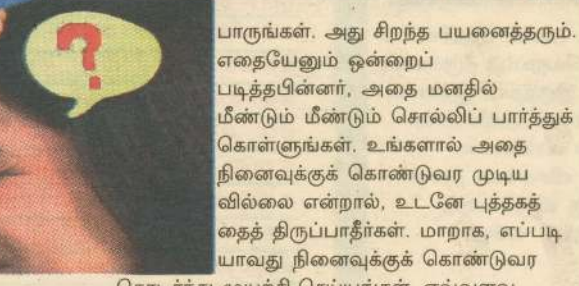 ?
பாருங்கள். அது சிறந்த பயனைத்தரும்.
எதையேனும் ஒன்றைப்
படித்தபின்னர், அதை மனதில்
மீண்டும் மீண்டும் சொல்லிப் பார்த்துக்
கொள்ளுங்கள். உங்களால் அதை
நினைவுக்குக் கொண்டுவர முடிய
வில்லை என்றால், உடனே புத்தகத்
தைத் திருப்பாதீர்கள். மாறாக, எப்படி
யாவது நினைவுக்குக் கொண்டுவர